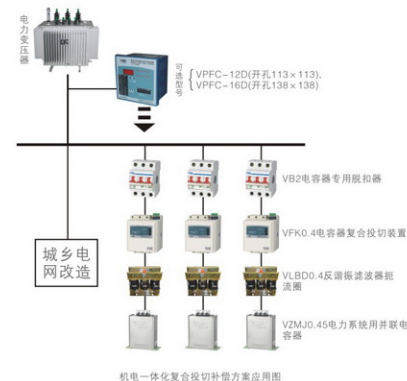 电力变压器
可选型号
VPFC-12D(开孔113×113).
VPFC-16D(开孔138×138)
VB2电容器专用脱扣器
VFK0.4电容器复合投切装置
城乡电
网改造
VLBD0.4反谐振滤波器扼
流圈
VZMJ0.45电力系统用并联电
容器
机电一体化复合投切补偿方案应用图